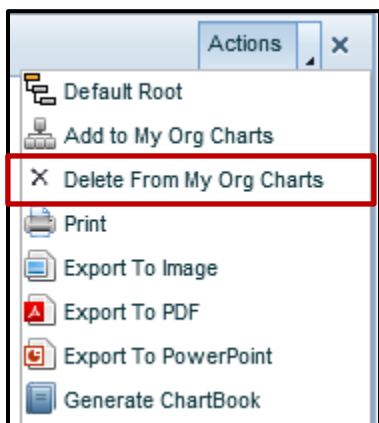 Actions
Default Root
Add to My Org Charts
Delete From My Org Charts
Print
Export To Image
Export To PDF
Export To PowerPoint
Generate ChartBook